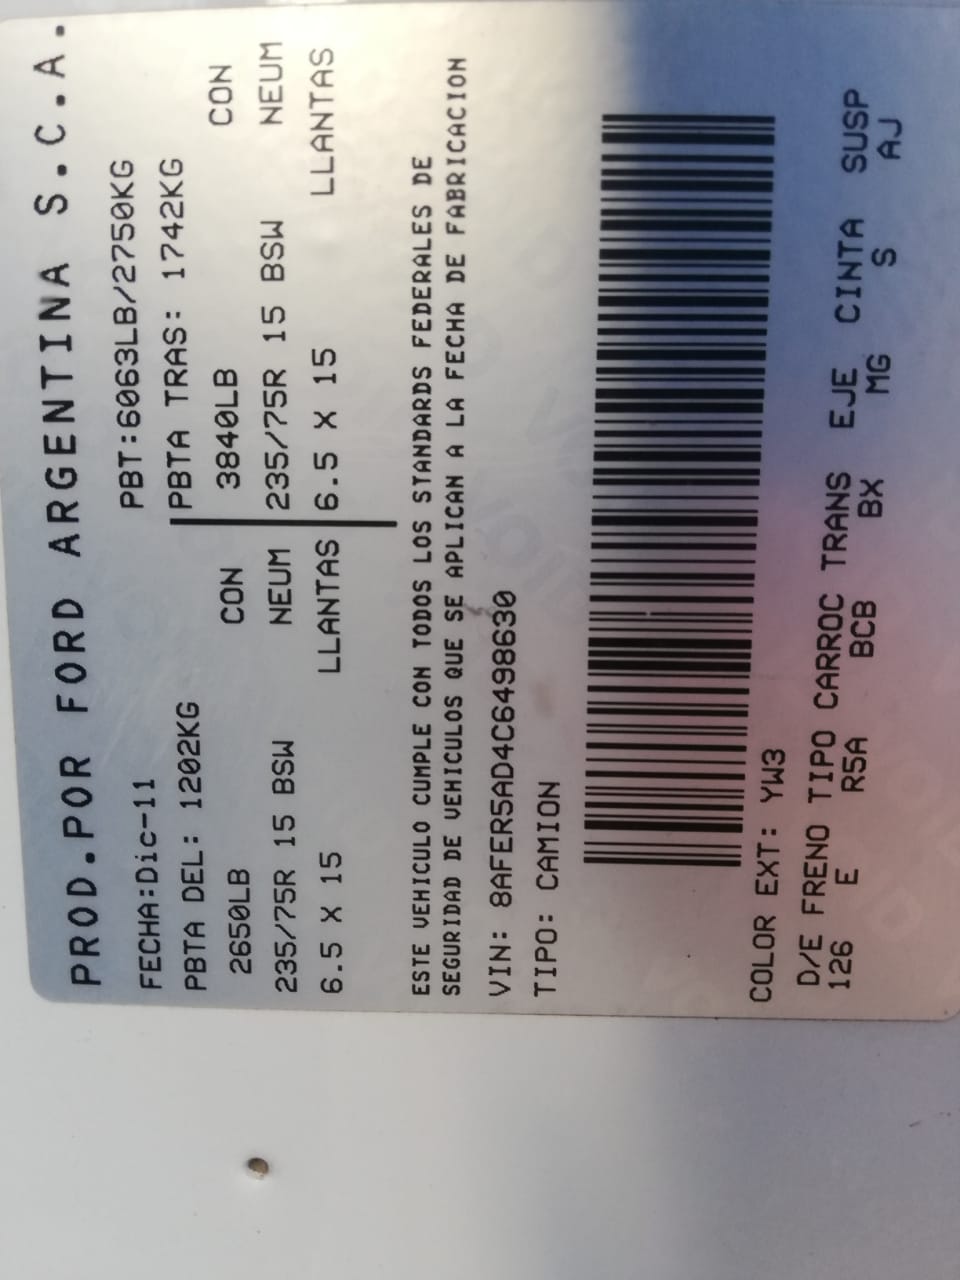 PROD.POR FORD ARGENTINA S.C.A.
FECHA:Dic-11 PBT:6063LB/2750KG
PBTA DEL: 1202KG PBTA TRAS: 1742KG
2650LB CON 3840LB CON
235/75R 15 BSW NEUM 235/75R 15 BSW NEUM
6.5 X 15 LLANTAS 6.5 X 15 LLANTAS
ESTE VEHICULO CUMPLE CON TODOS LOS STANDARDS FEDERALES DE
SEGURIDAD DE VEHICULOS QUE SE APLICAN A LA FECHA DE FABRICACION
VIN: 8AFER5AD4C6498630
TIPO: CAMION
COLOR EXT: YW3
D/E FRENO TIPO CARROC TRANS EJE CINTA SUSP
126 E R5A BCB BX MG S AJ